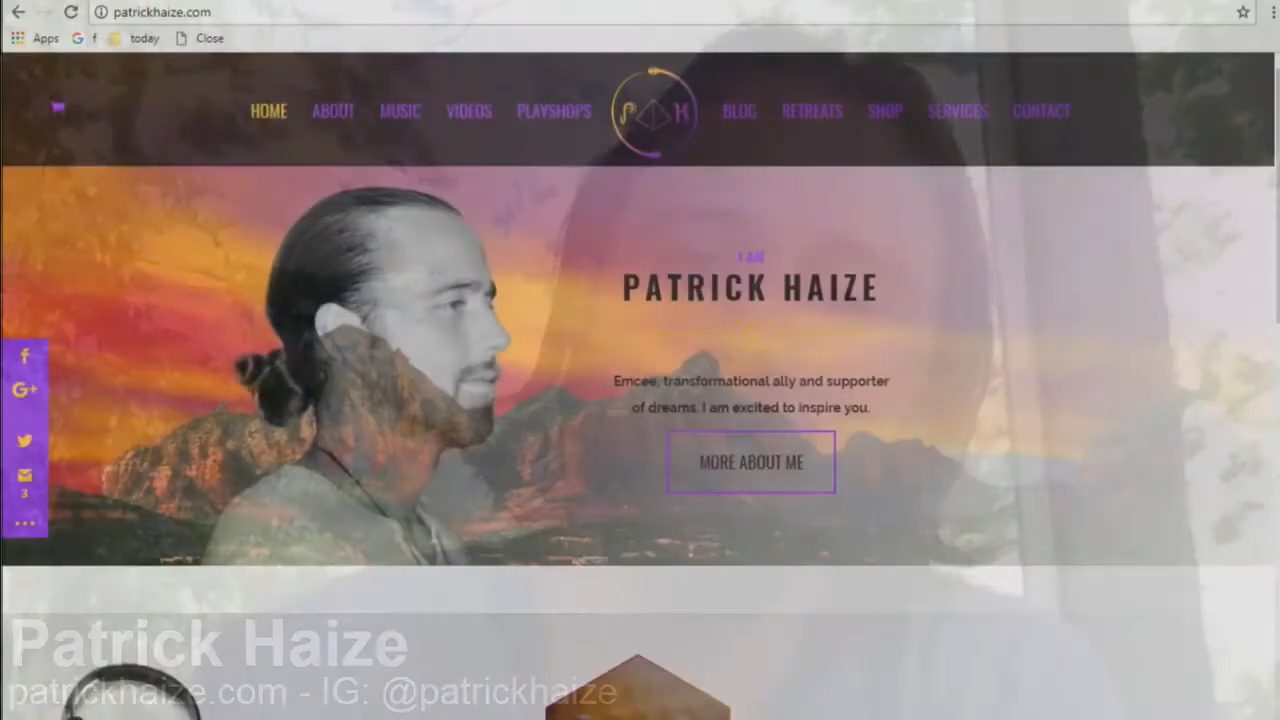 patrickhaize.com
Apps
f
today
Close
HOME
ABOUT
MUSIC
VIDEOS
PLAYSHOPS
P
H
BLOG
RETREATS
SHOP
SERVICES
CONTACT
I AM
PATRICK HAIZE
Emcee, transformational ally and supporter
of dreams. I am excited to inspire you.
MORE ABOUT ME
f
G+
3
Patrick Haize
patrickhaize.com - IG: @patrickhaize